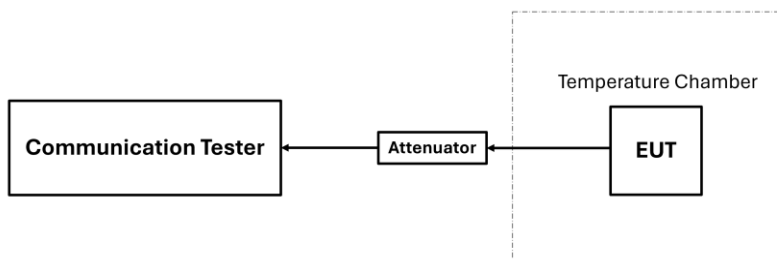 Temperature Chamber
Communication Tester
Attenuator
EUT